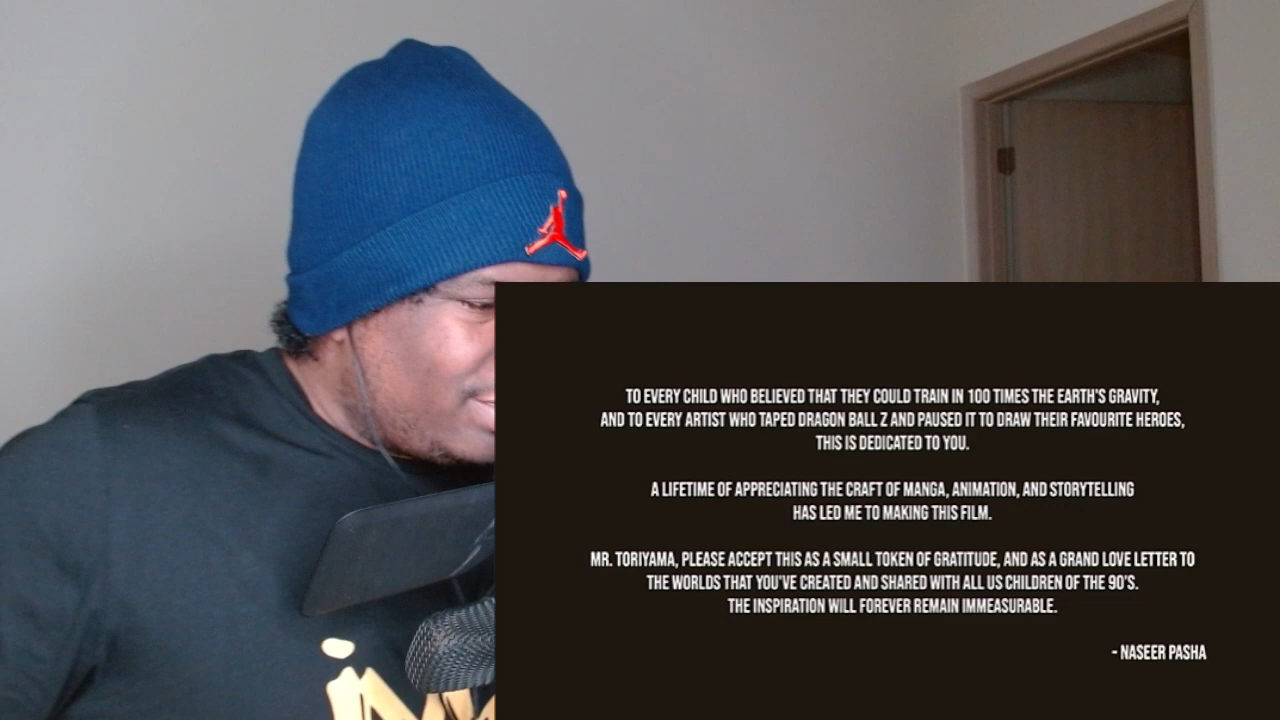 TO EVERY CHILD WHO BELIEVED THAT THEY COULD TRAIN IN 100 TIMES THE EARTH'S GRAVITY,
AND TO EVERY ARTIST WHO TAPED DRAGON BALL Z AND PAUSED IT TO DRAW THEIR FAVOURITE HEROES,
THIS IS DEDICATED TO YOU.
A LIFETIME OF APPRECIATING THE CRAFT OF MANGA, ANIMATION, AND STORYTELLING
HAS LED ME TO MAKING THIS FILM.
MR. TORIYAMA, PLEASE ACCEPT THIS AS A SMALL TOKEN OF GRATITUDE, AND AS A GRAND LOVE LETTER TO
THE WORLDS THAT YOU'VE CREATED AND SHARED WITH ALL US CHILDREN OF THE 90'S.
THE INSPIRATION WILL FOREVER REMAIN IMMEASURABLE.
- NASEER PASHA